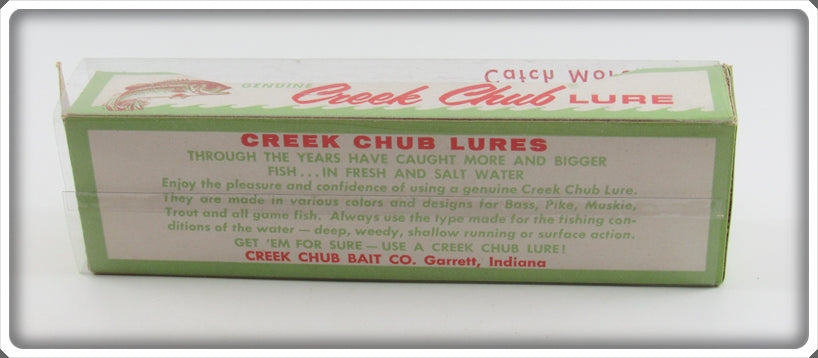 Catch Mor
GENUINE Creek Chub LURE
CREEK CHUB LURES
THROUGH THE YEARS HAVE CAUGHT MORE AND BIGGER
FISH...IN FRESH AND SALT WATER
Enjoy the pleasure and confidence of using a genuine Creek Chub Lure.
They are made in various colors and designs for Bass, Pike, Muskie,
Trout and all game fish. Always use the type made for the fishing con-
ditions of the water — deep, weedy, shallow running or surface action.
GET 'EM FOR SURE — USE A CREEK CHUB LURE!
CREEK CHUB BAIT CO. Garrett, Indiana